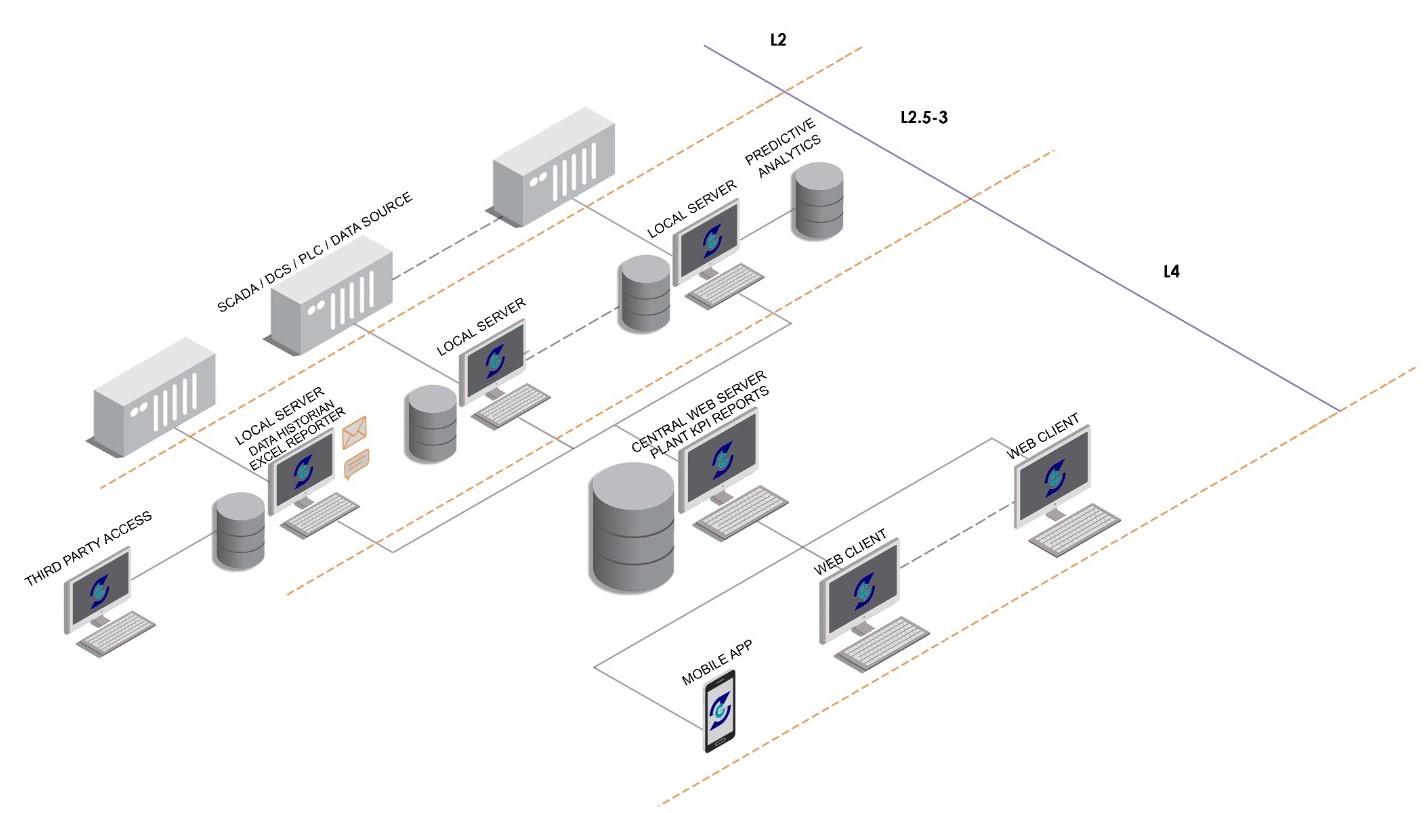 L2
L2.5-3
PREDICTIVE
ANALYTICS
LOCAL SERVER
SCADA / DCS / PLC / DATA SOURCE
L4
LOCAL SERVER
LOCAL SERVER
DATA HISTORIAN
EXCEL REPORTER
CENTRAL WEB SERVER
PLANT KPI REPORTS
WEB CLIENT
THIRD PARTY ACCESS
WEB CLIENT
MOBILE APP